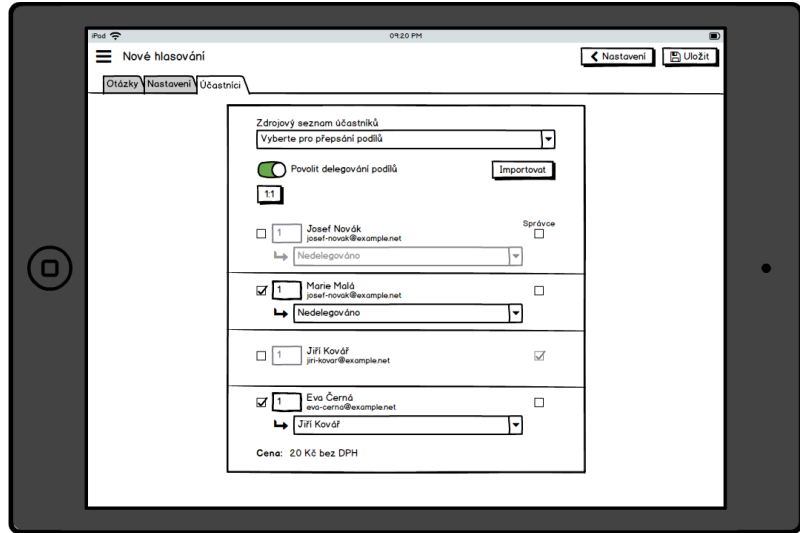 iPod 09:20 PM
Nové hlasování Nastavení Uložit
Otázky Nastavení Účastníci
Zdrojový seznam účastníků
Vyberte pro přepsání podílů
Povolit delegování podílů Importovat
1:1
Správce
1 Josef Novák
josef-novak@example.net
Nedelegováno
1 Marie Malá
josef-novak@example.net
Nedelegováno
1 Jiří Kovář
jiri-kovar@example.net
1 Eva Černá
eva-cerna@example.net
Jiří Kovář
Cena: 20 Kč bez DPH